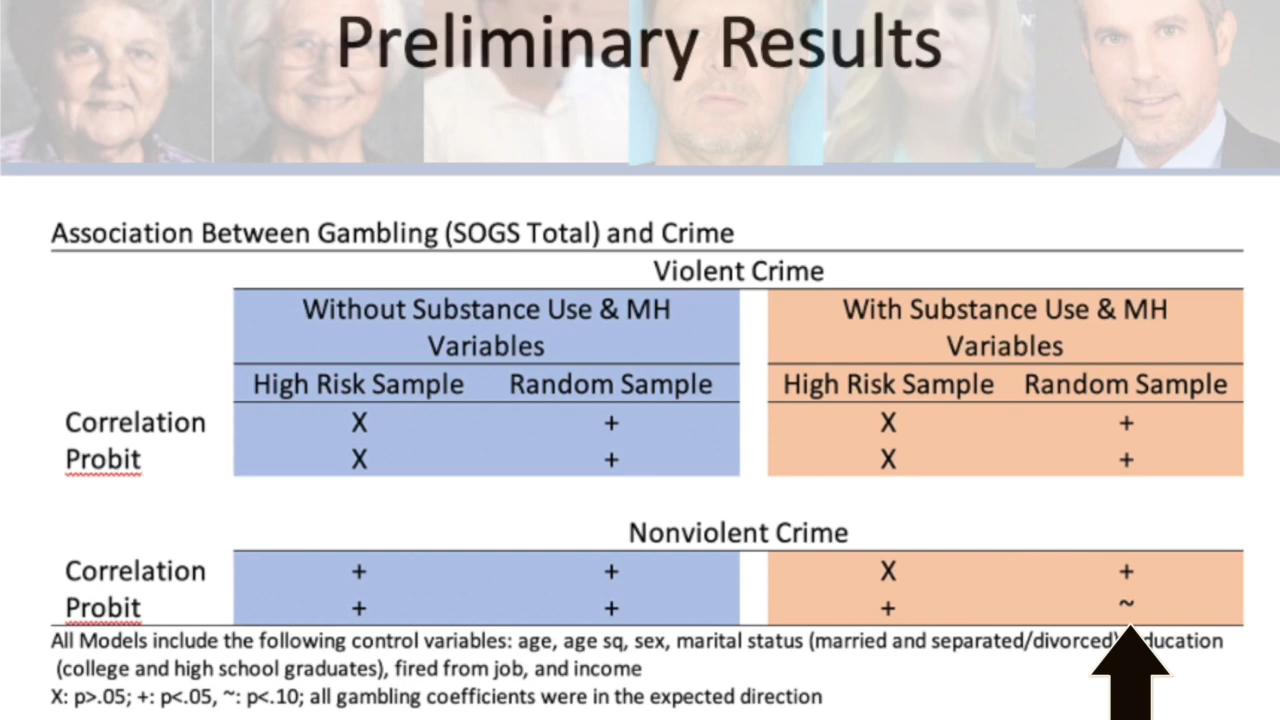 Preliminary Results
Association Between Gambling (SOGS Total) and Crime
Violent Crime
Without Substance Use & MH Variables
With Substance Use & MH Variables
High Risk Sample Random Sample High Risk Sample Random Sample
Correlation X + X +
Probit X + X +
Nonviolent Crime
Correlation + + X +
Probit + + + ~
All Models include the following control variables: age, age sq, sex, marital status (married and separated/divorced)
(college and high school graduates), fired from job, and income
X: p>.05; +: p<.05, ~: p<.10; all gambling coefficients were in the expected direction